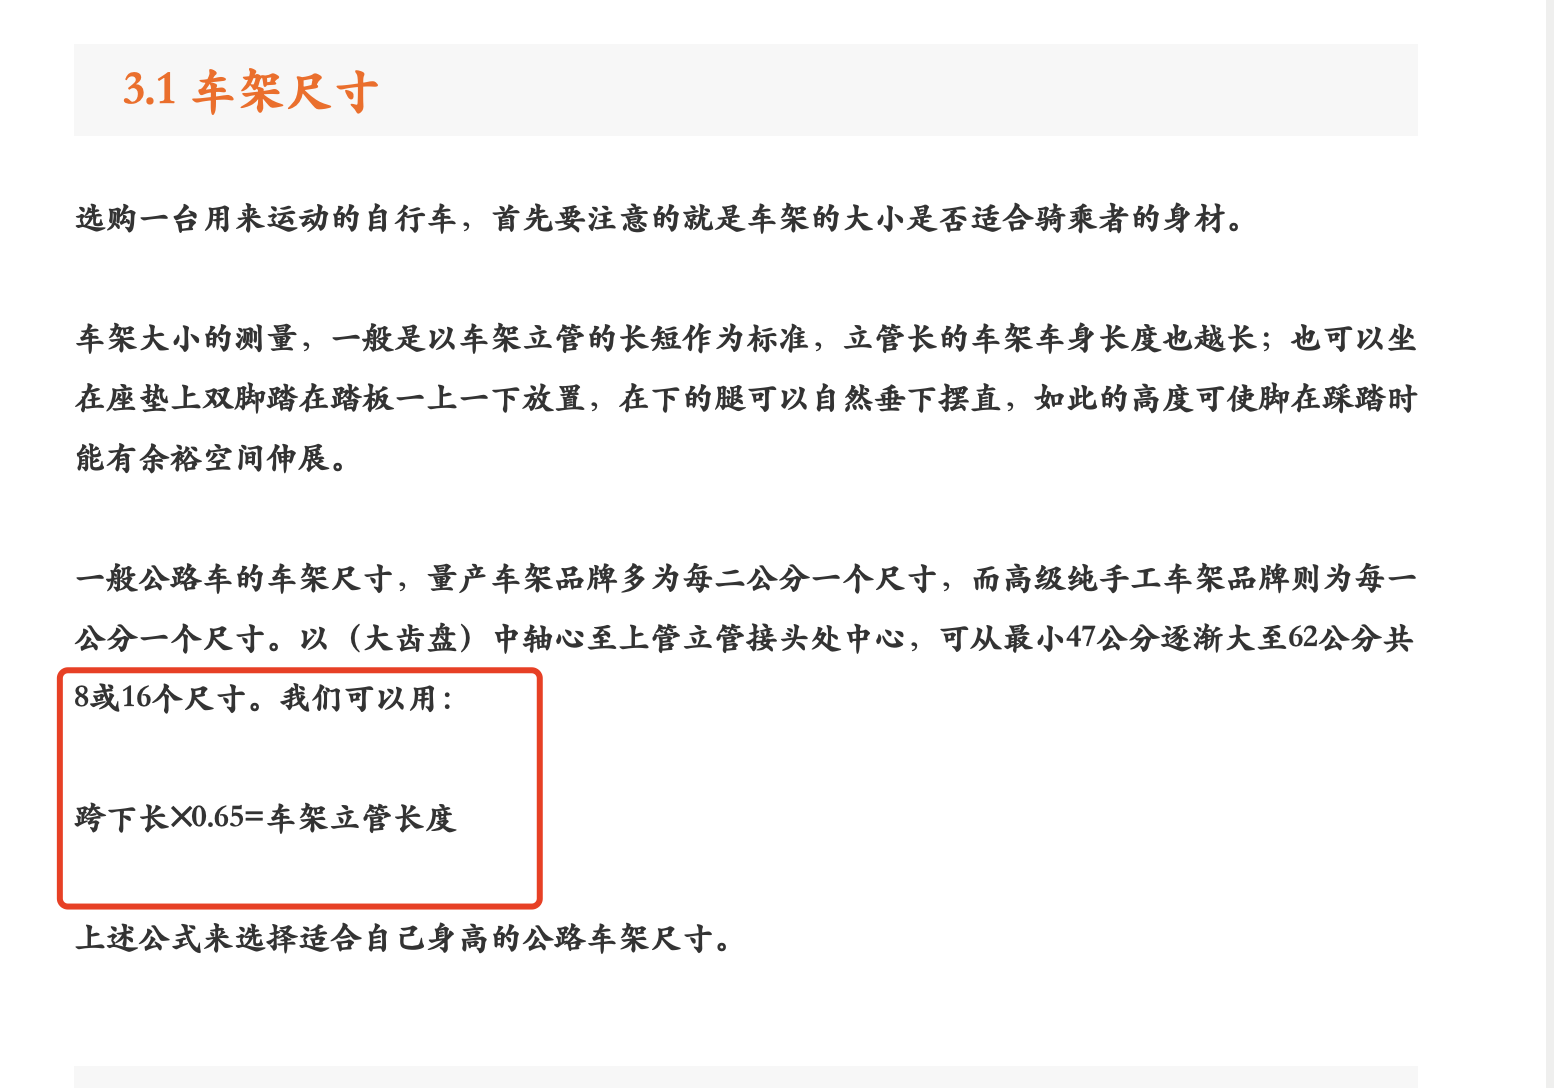 3.1 车架尺寸
选购一台用来运动的自行车，首先要注意的就是车架的大小是否适合骑乘者的身材。
车架大小的测量，一般是以车架立管的长短作为标准，立管长的车架车身长度也越长；也可以坐
在座垫上双脚踏在踏板一上一下放置，在下的腿可以自然垂下摆直，如此的高度可使脚在踩踏时
能有余裕空间伸展。
一般公路车的车架尺寸，量产车架品牌多为每二公分一个尺寸，而高级纯手工车架品牌则为每一
公分一个尺寸。以（大齿盘）中轴心至上管立管接头处中心，可从最小47公分逐渐大至62公分共
8或16个尺寸。我们可以用：
跨下长×0.65=车架立管长度
上述公式来选择适合自己身高的公路车架尺寸。